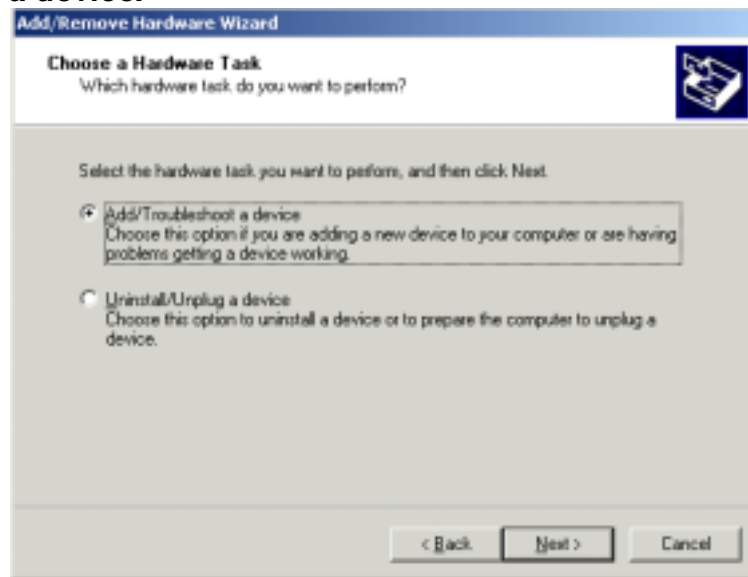 a device.
Add/Remove Hardware Wizard
Choose a Hardware Task
Which hardware task do you want to perform?
Select the hardware task you want to perform, and then click Next.
Add/Troubleshoot a device
Choose this option if you are adding a new device to your computer or are having
problems getting a device working.
Uninstall/Unplug a device
Choose this option to uninstall a device or to prepare the computer to unplug a
device.
< Back
Next >
Cancel